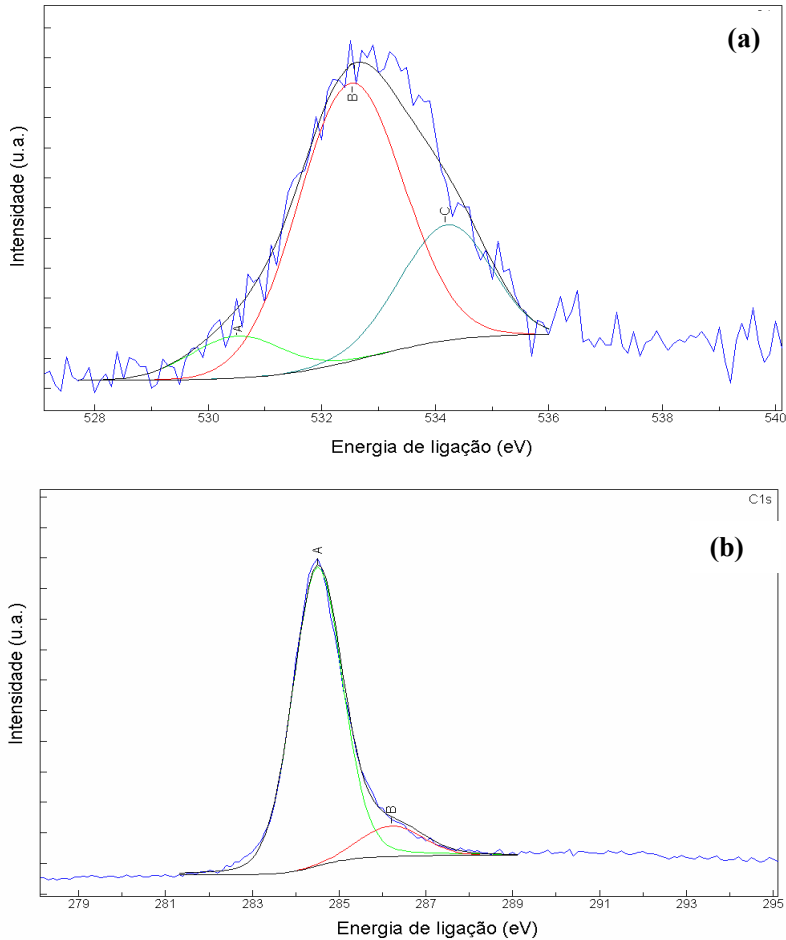 (a)
Intensidade (u.a.)
A
B
C
528 530 532 534 536 538 540
Energia de ligação (eV)
C1s
(b)
Intensidade (u.a.)
A
B
279 281 283 285 287 289 291 293 295
Energia de ligação (eV)